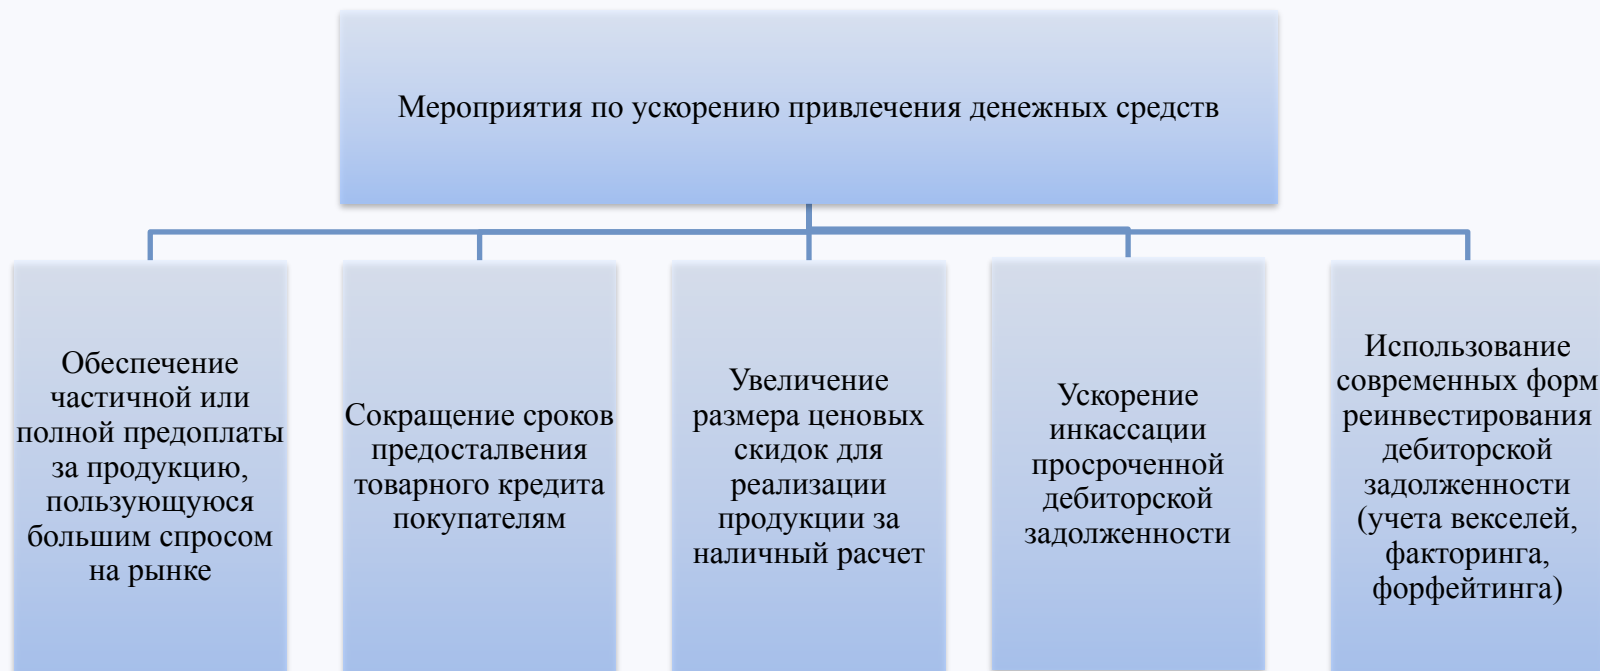 Мероприятия по ускорению привлечения денежных средств
Обеспечение
частичной или
полной предоплаты
за продукцию,
пользующуюся
большим спросом
на рынке
Сокращение сроков
предосталвения
товарного кредита
покупателям
Увеличение
размера ценовых
скидок для
реализации
продукции за
наличный расчет
Ускорение
инкассации
просроченной
дебиторской
задолженности
Использование
современных форм
реинвестирования
дебиторской
задолженности
(учета векселей,
факторинга,
форфейтинга)